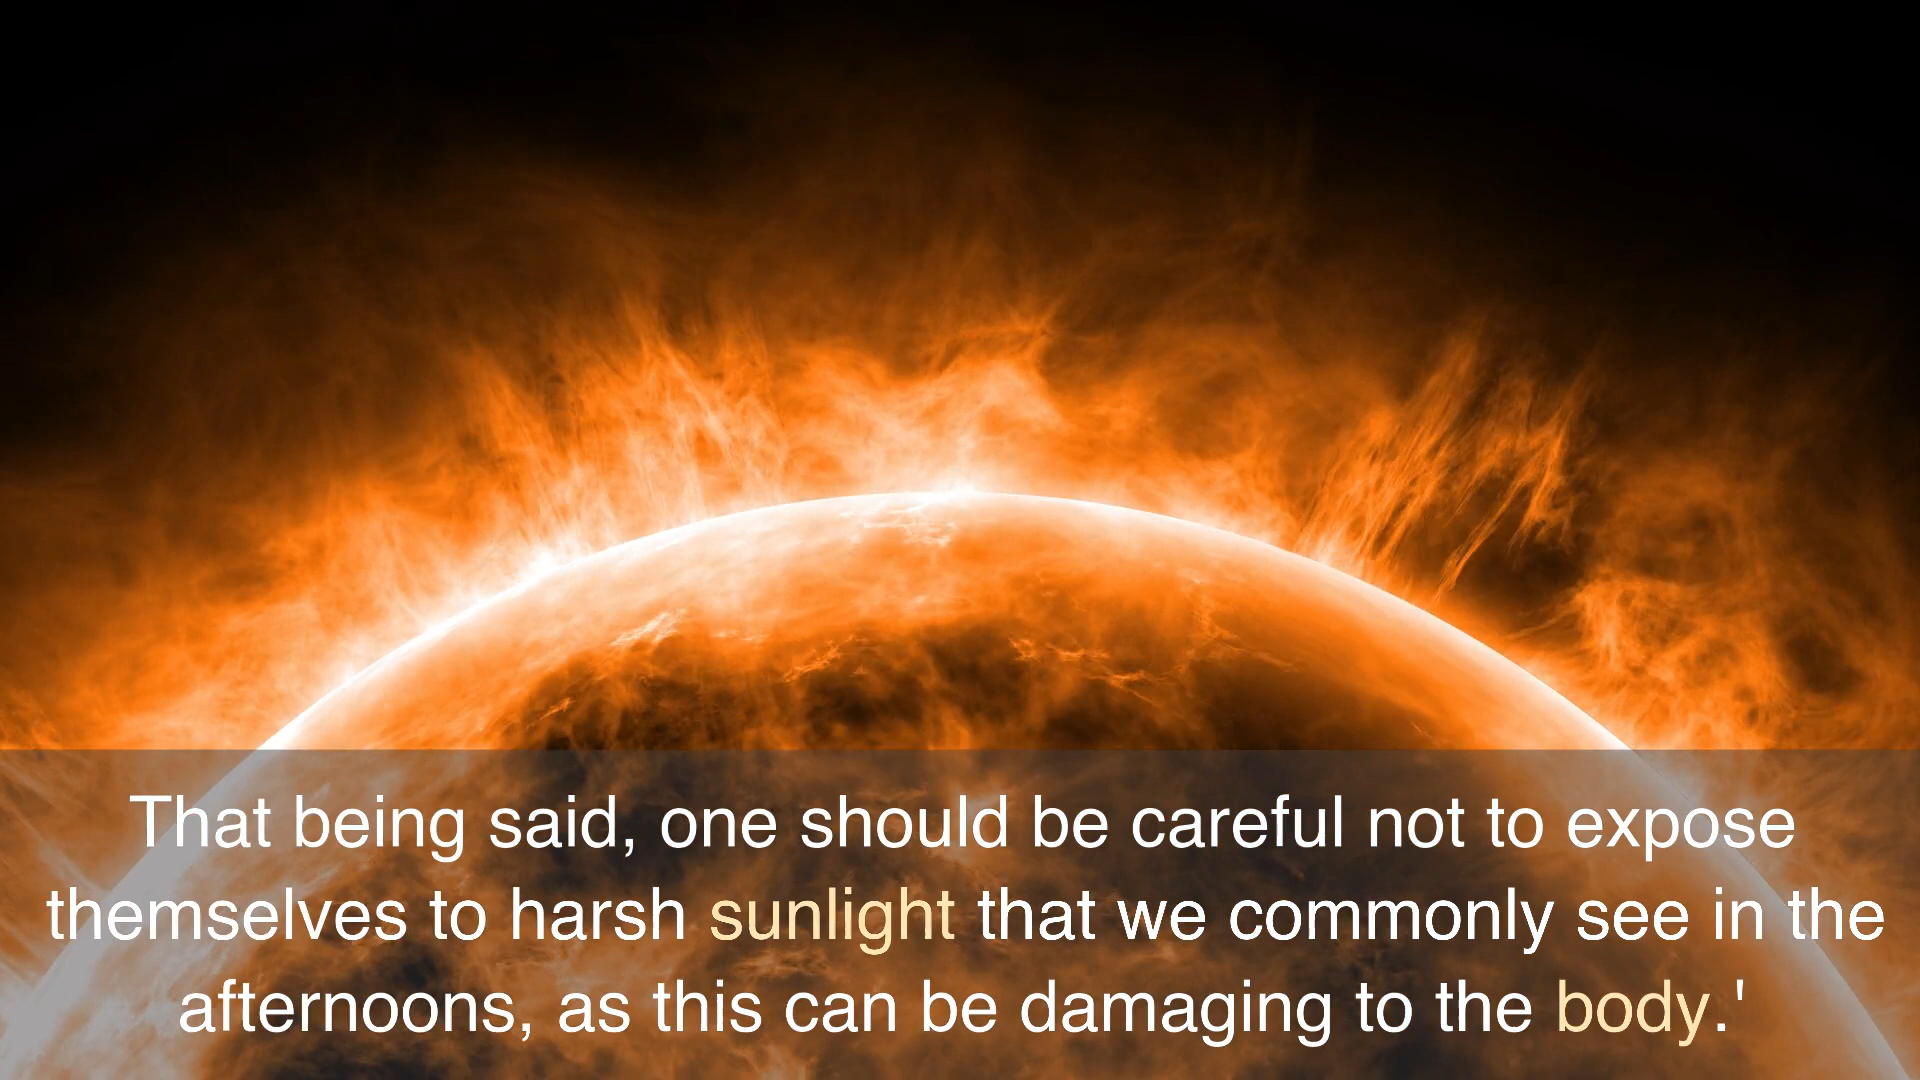 That being said, one should be careful not to expose
themselves to harsh sunlight that we commonly see in the
afternoons, as this can be damaging to the body.'